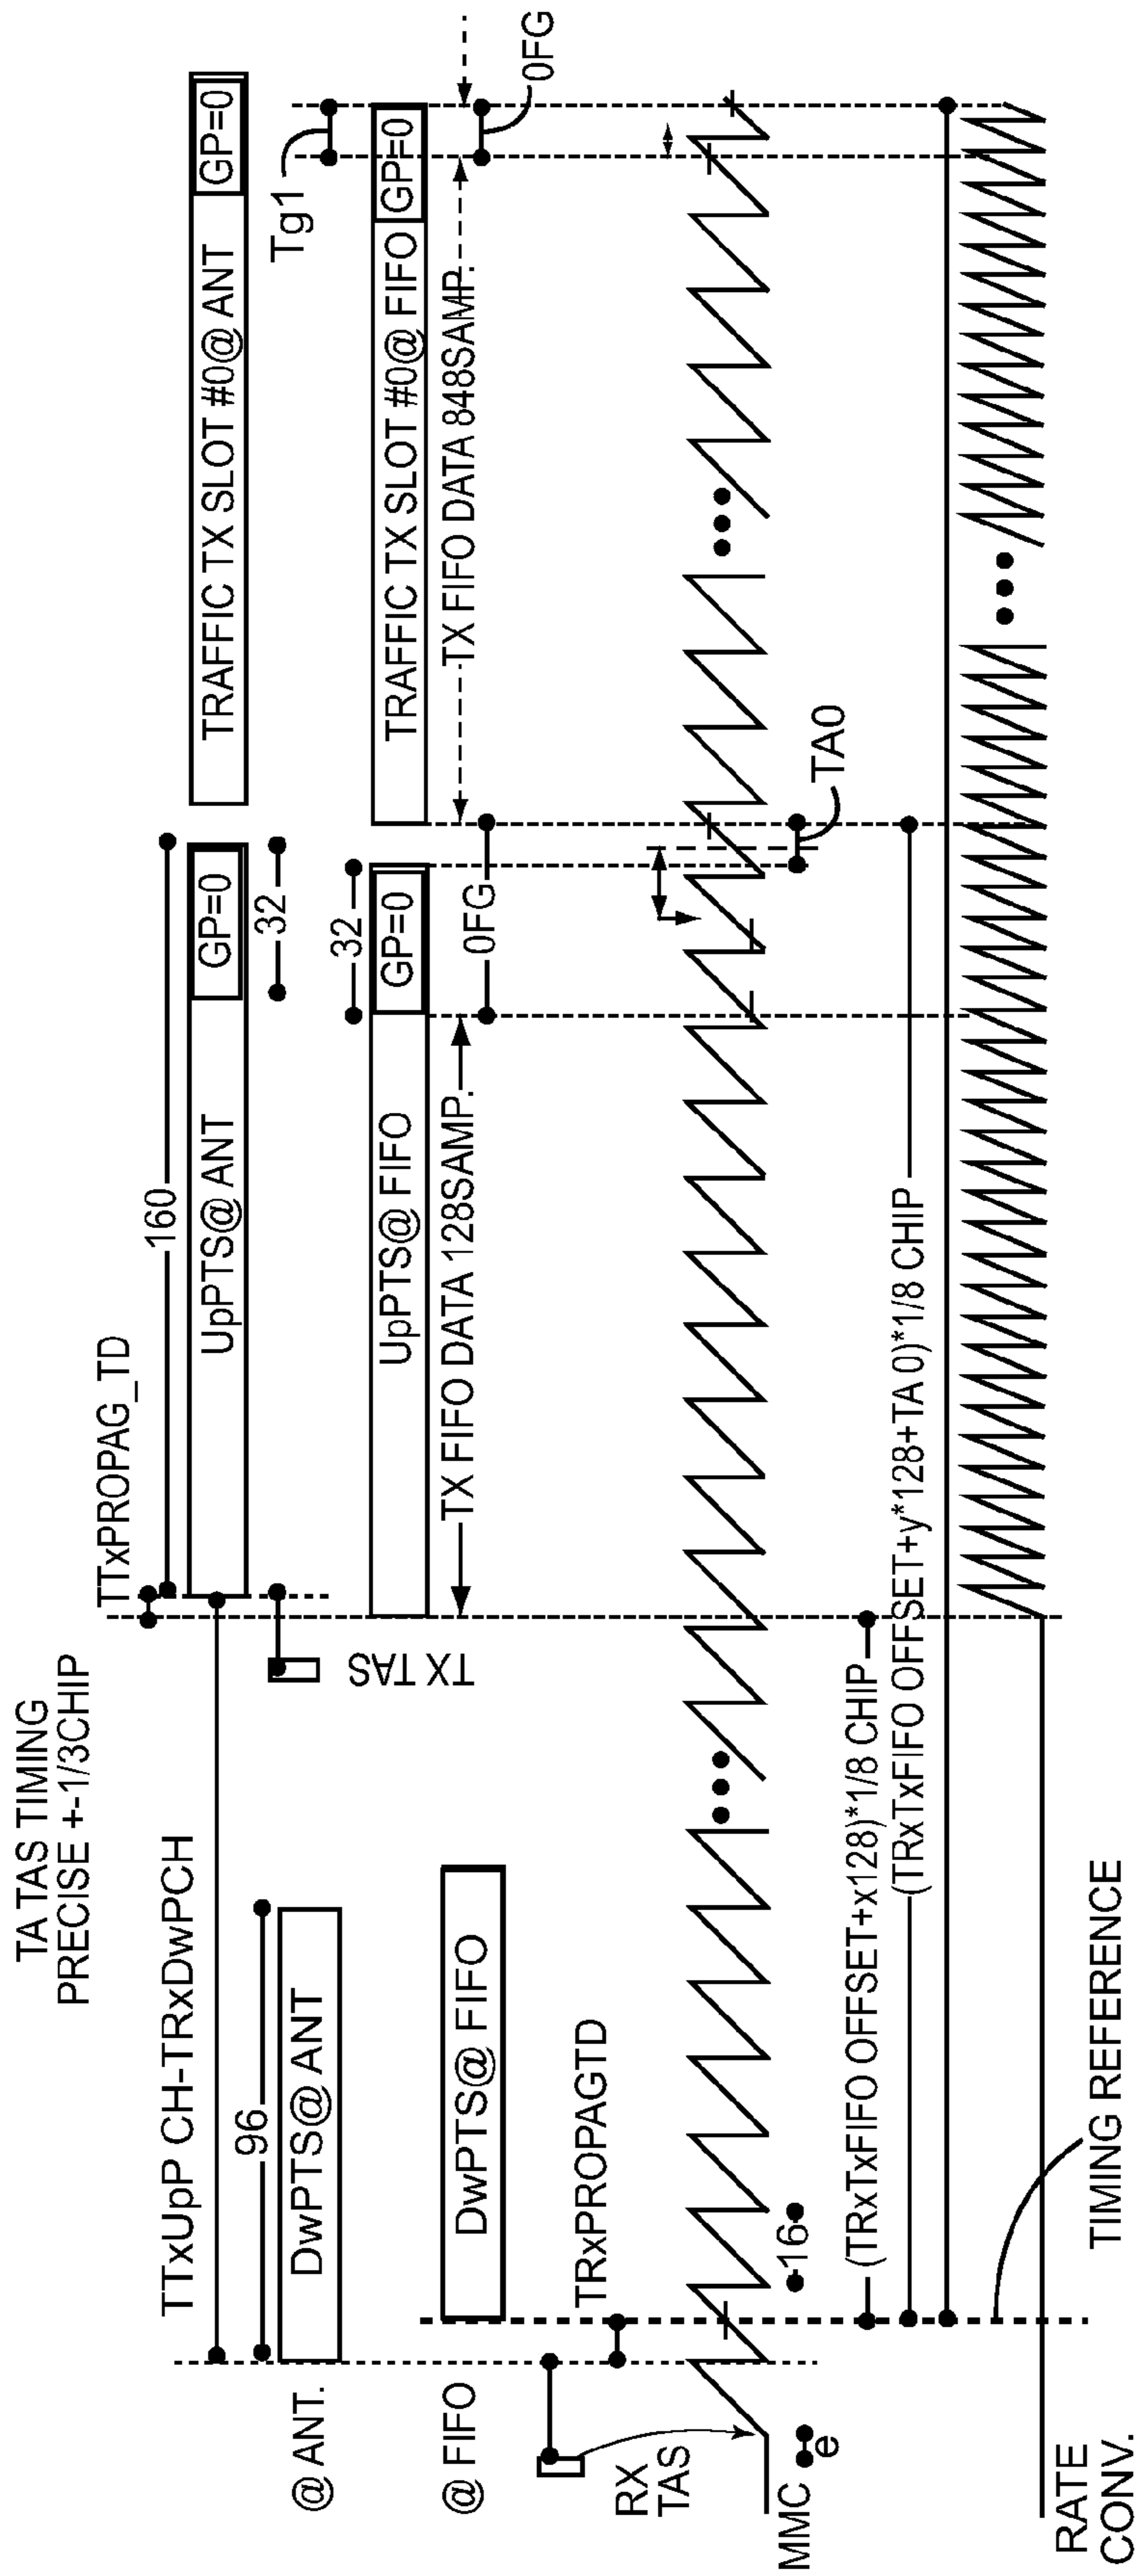 TA TAS TIMING
PRECISE +-1/3CHIP
TTxPROPAG_TD
TTxUpP CH-TRxDwPCH
160
96
@ ANT.
DwPTS@ ANT
UpPTS@ ANT
GP=0
TRAFFIC TX SLOT #0@ ANT
GP=0
32
Tg1
TX TAS
32
@ FIFO
DwPTS@ FIFO
UpPTS@ FIFO
GP=0
TRAFFIC TX SLOT #0@ FIFO
GP=0
TX FIFO DATA 128SAMP.
0FG
TX FIFO DATA 848SAMP.
0FG
TRxPROPAGTD
RX
TAS
MMC
e
16
TA0
(TRxTxFIFO OFFSET+x128)*1/8 CHIP
(TRxTxFIFO OFFSET+y*128+TA 0)*1/8 CHIP
RATE
CONV.
TIMING REFERENCE